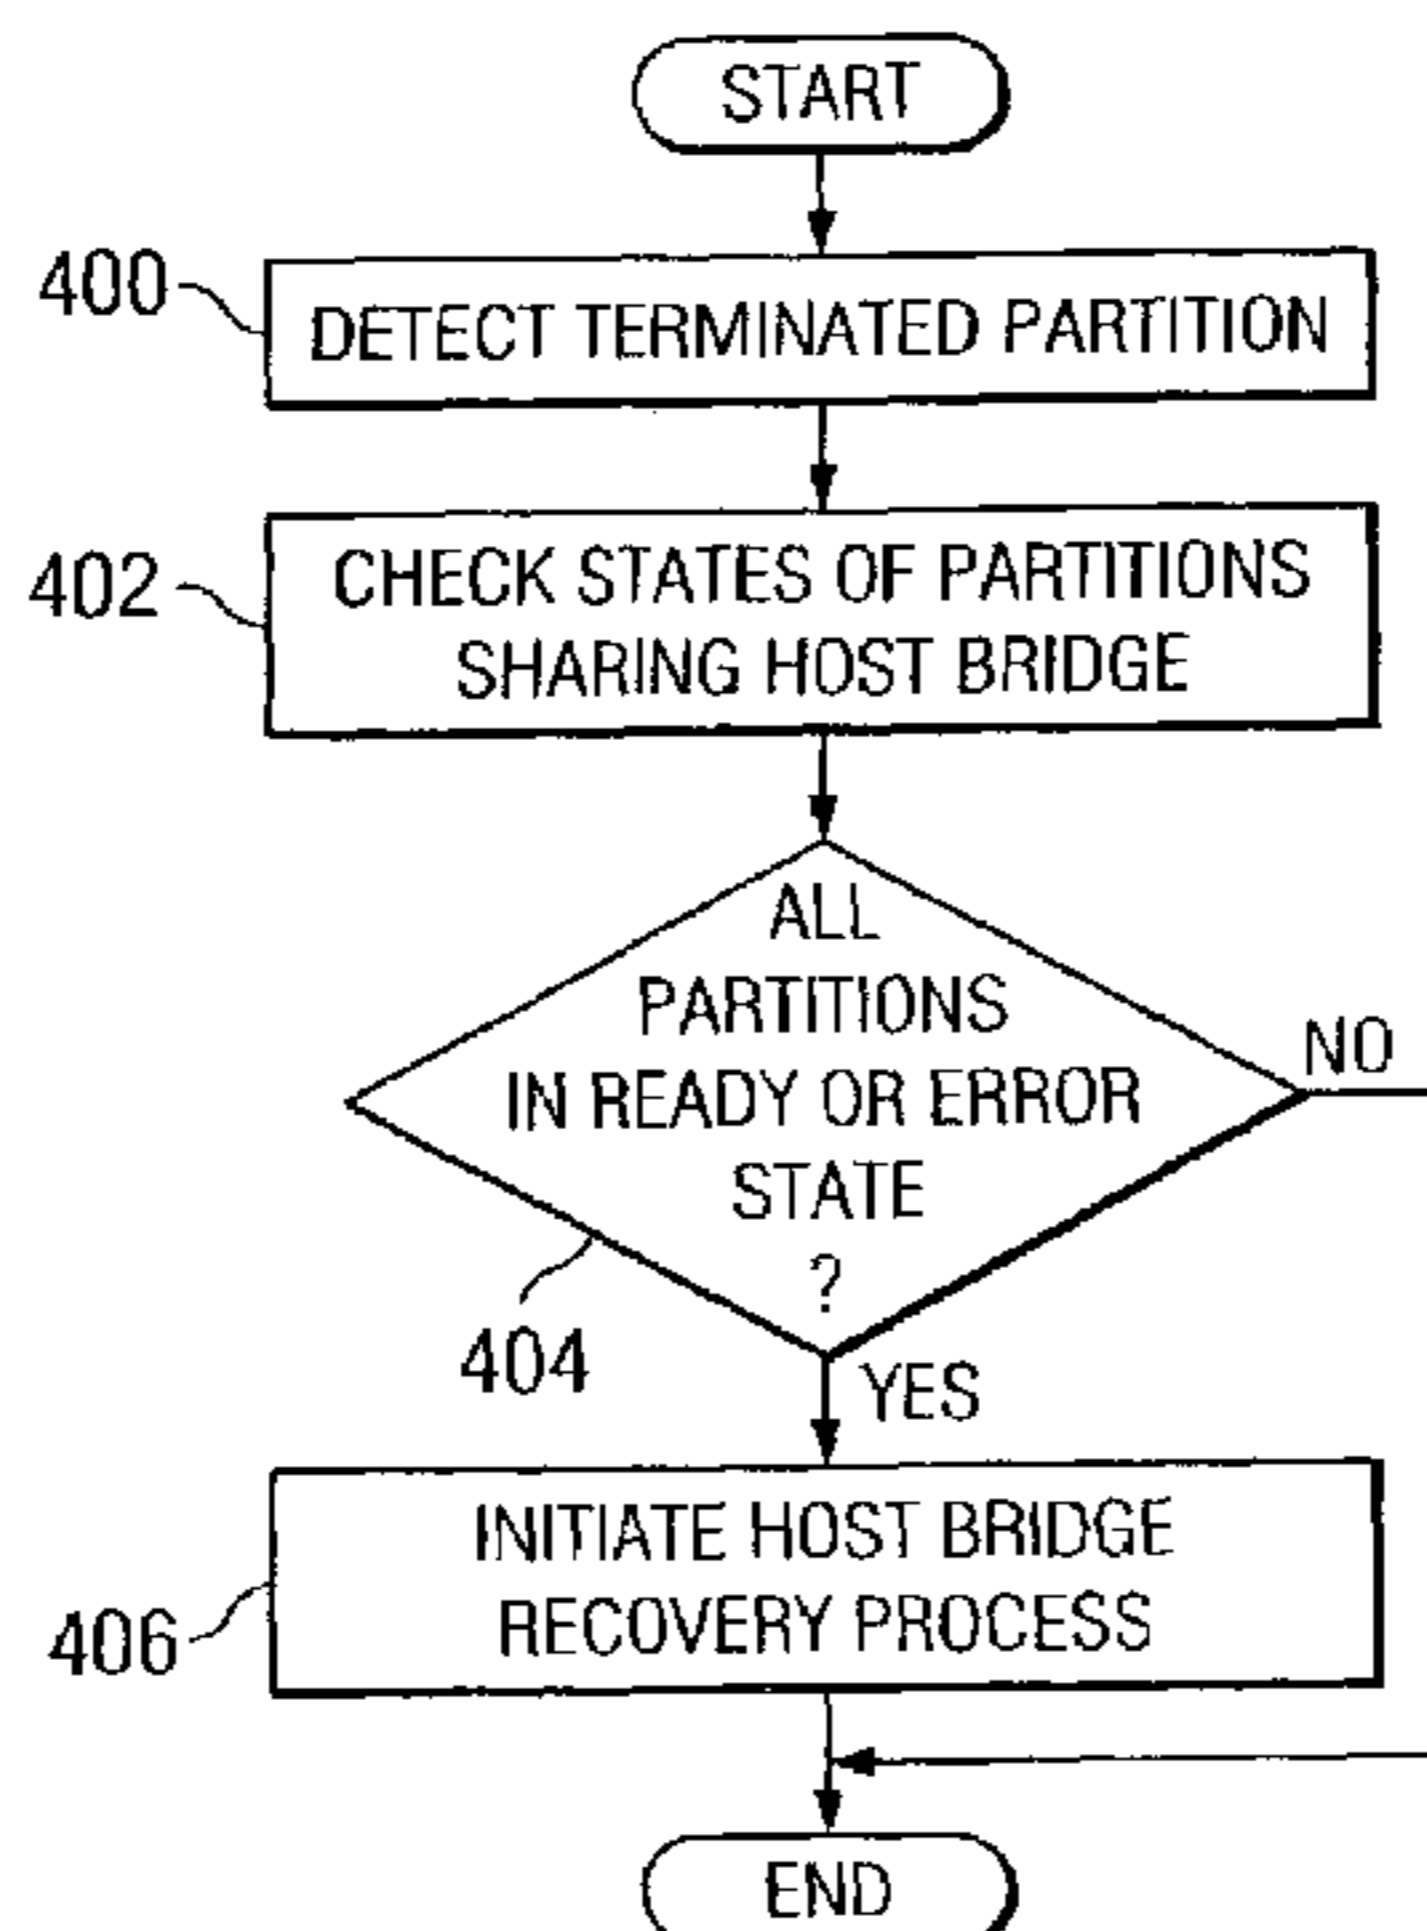 START
400
DETECT TERMINATED PARTITION
402
CHECK STATES OF PARTITIONS
SHARING HOST BRIDGE
ALL
PARTITIONS
IN READY OR ERROR
STATE
?
NO
404
YES
INITIATE HOST BRIDGE
RECOVERY PROCESS
406
END